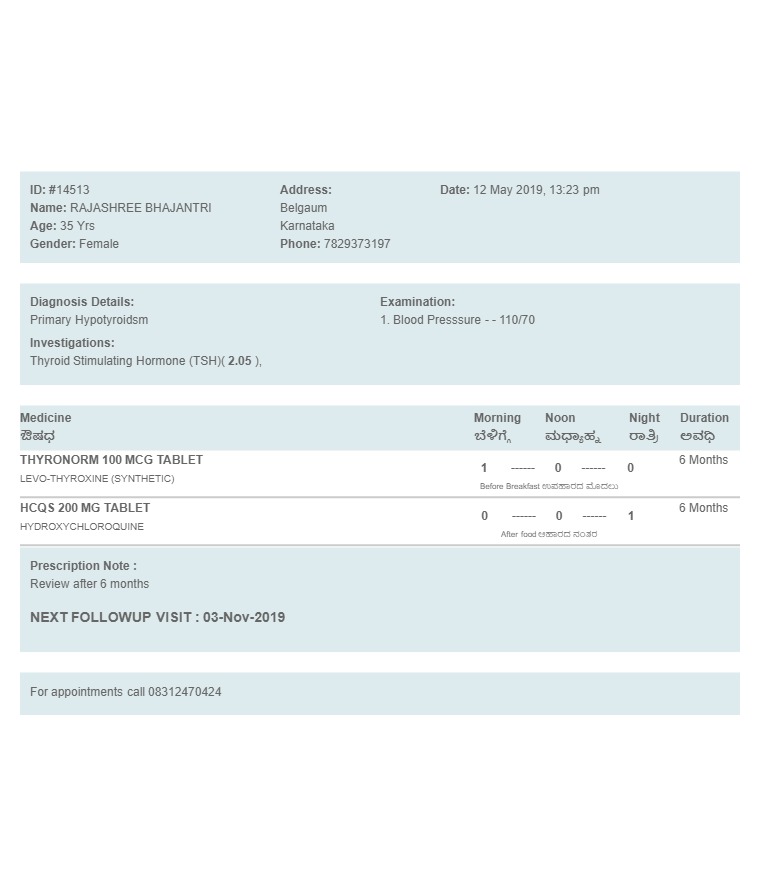 ID: #14513
Name: RAJASHREE BHAJANTRI
Age: 35 Yrs
Gender: Female
Address:
Belgaum
Karnataka
Phone: 7829373197
Date: 12 May 2019, 13:23 pm
Diagnosis Details:
Primary Hypotyroidsm
Investigations:
Thyroid Stimulating Hormone (TSH)( 2.05 ),
Examination:
1. Blood Presssure - - 110/70
Medicine Morning Noon Night Duration
ಔಷಧ ಬೆಳಿಗ್ಗೆ ಮಧ್ಯಾಹ್ನ ರಾತ್ರಿ ಅವಧಿ
THYRONORM 100 MCG TABLET 6 Months
1 ------ 0 ------ 0
LEVO-THYROXINE (SYNTHETIC)
Before Breakfast ಉಪಹಾರದ ಮೊದಲು
HCQS 200 MG TABLET 6 Months
0 ------ 0 ------ 1
HYDROXYCHLOROQUINE
After food ಆಹಾರದ ನಂತರ
Prescription Note :
Review after 6 months
NEXT FOLLOWUP VISIT : 03-Nov-2019
For appointments call 08312470424